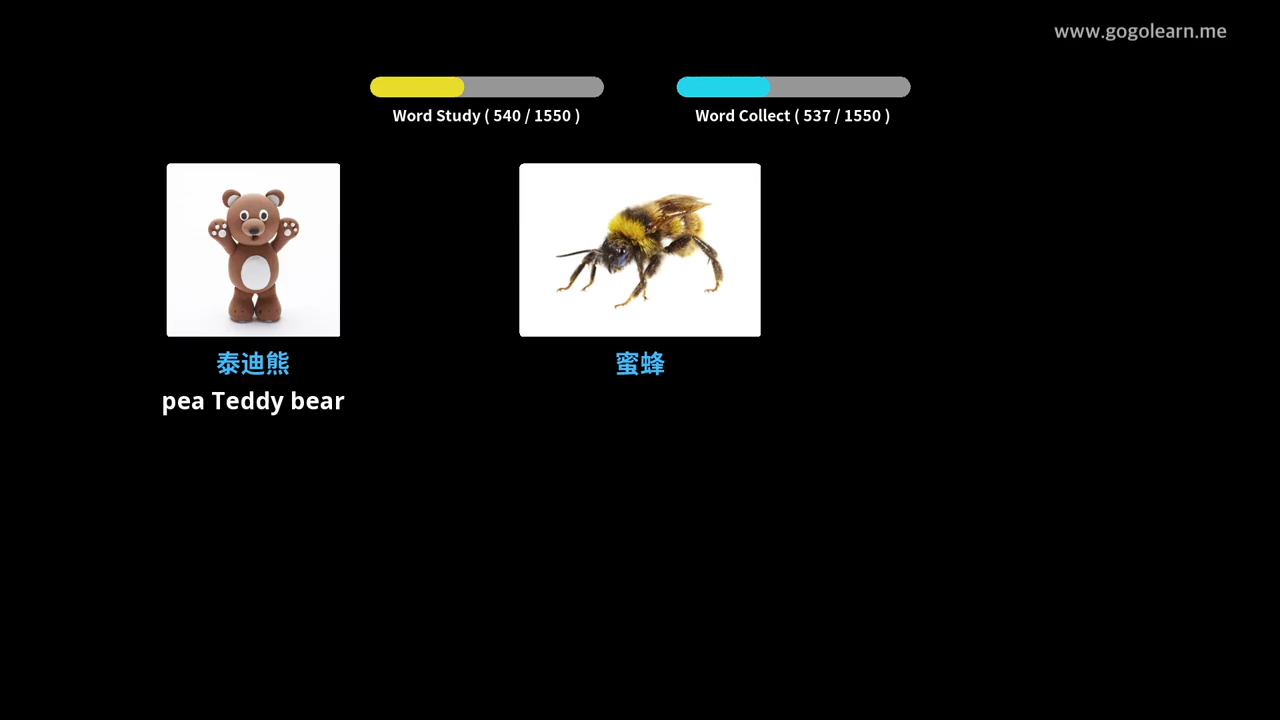 www.gogolearn.me
Word Study ( 540 / 1550 )
Word Collect ( 537 / 1550 )
泰迪熊
蜜蜂
pea Teddy bear